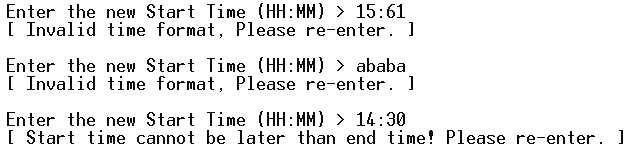 Enter the new Start Time (HH:MM) > 15:61
[ Invalid time format, Please re-enter. ]
Enter the new Start Time (HH:MM) > ababa
[ Invalid time format, Please re-enter. ]
Enter the new Start Time (HH:MM) > 14:30
[ Start time cannot be later than end time! Please re-enter. ]